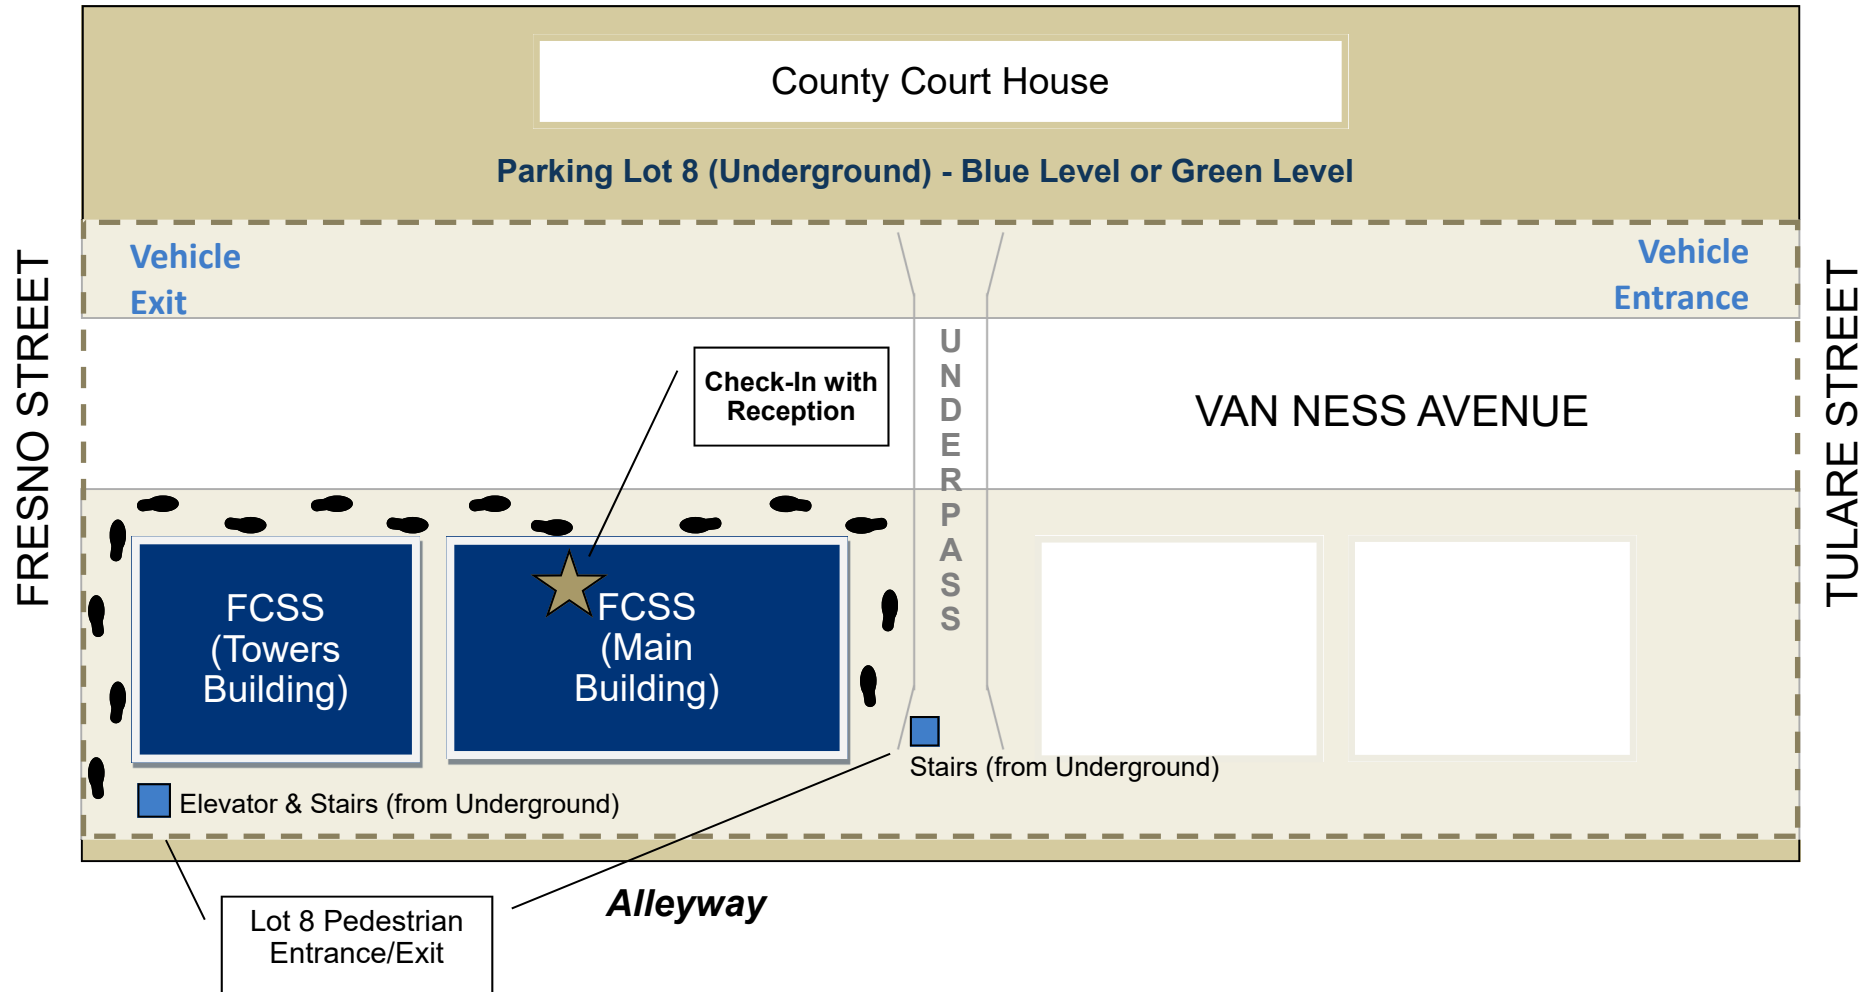 County Court House
Parking Lot 8 (Underground) - Blue Level or Green Level
Vehicle
Exit
Vehicle
Entrance
FRESNO STREET
TULARE STREET
Check-In with
Reception
UNDERPASS
VAN NESS AVENUE
FCSS
(Towers
Building)
FCSS
(Main
Building)
Stairs (from Underground)
Elevator & Stairs (from Underground)
Alleyway
Lot 8 Pedestrian
Entrance/Exit